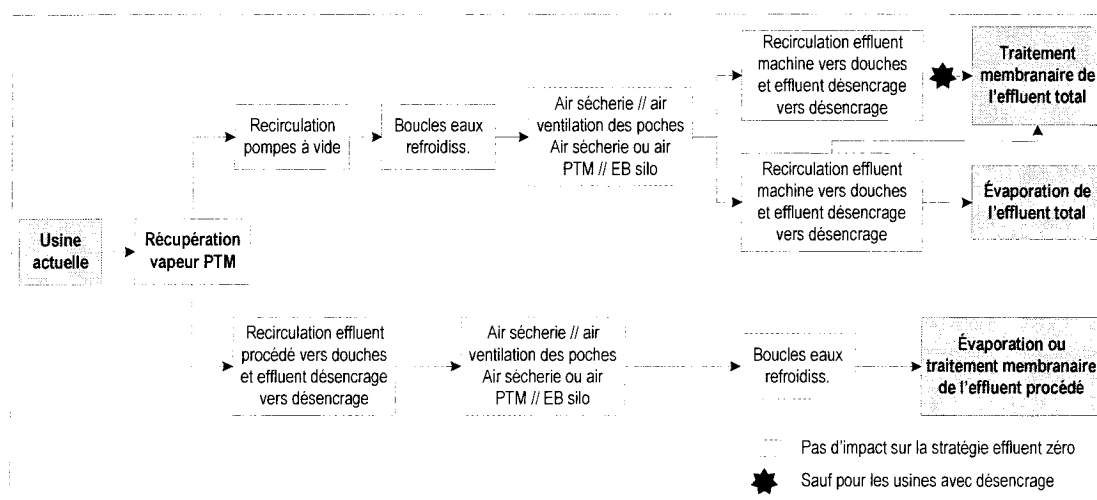 Recirculation effluent
machine vers douches
et effluent désencrage
vers désencrage
Traitement
membranaire de
l'effluent total
Recirculation
pompes à vide
Boucles eaux
refroidiss.
Air sécherie // air
ventilation des poches
Air sécherie ou air
PTM // EB silo
Recirculation effluent
machine vers douches
et effluent désencrage
vers désencrage
Évaporation de
l'effluent total
Usine
actuelle
Récupération
vapeur PTM
Recirculation effluent
procédé vers douches
et effluent désencrage
vers désencrage
Air sécherie // air
ventilation des poches
Air sécherie ou air
PTM // EB silo
Boucles eaux
refroidiss.
Évaporation ou
traitement membranaire
de l'effluent procédé
Pas d'impact sur la stratégie effluent zéro
Sauf pour les usines avec désencrage